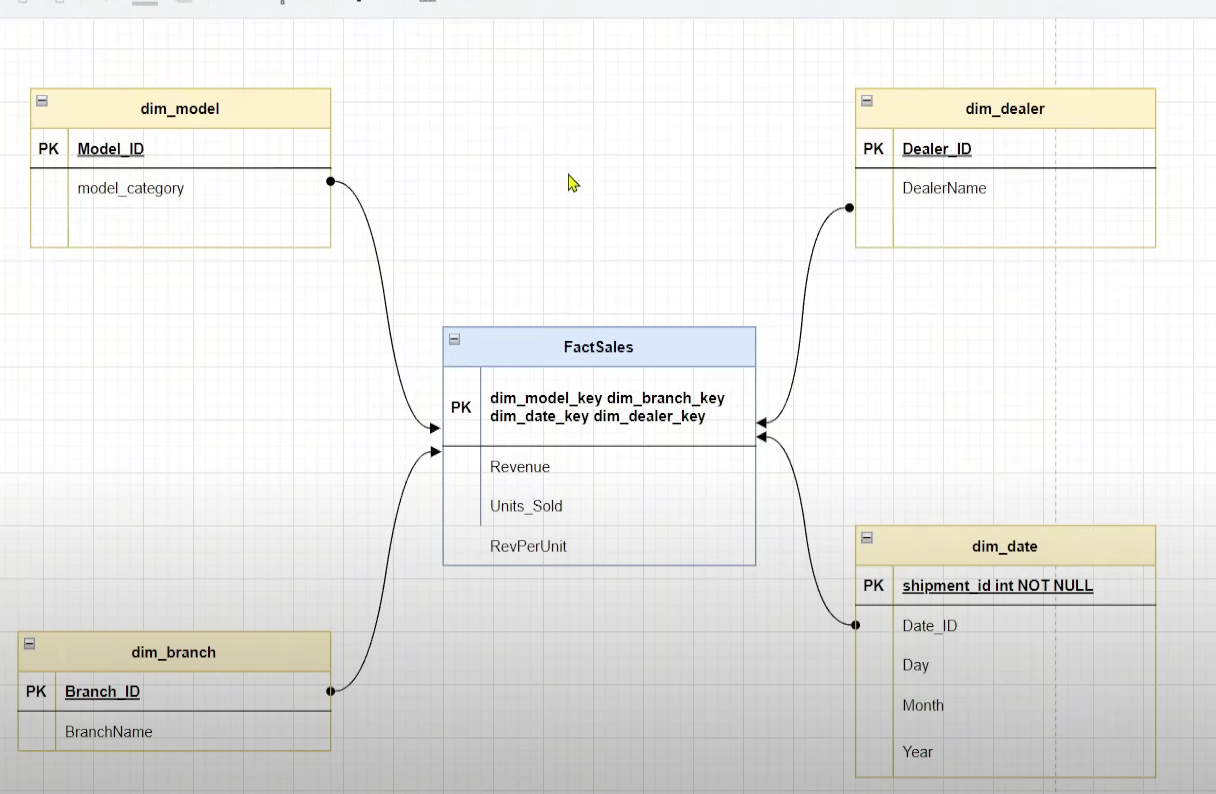 dim_model
PK Model_ID
model_category
dim_dealer
PK Dealer_ID
DealerName
FactSales
PK dim_model_key dim_branch_key
dim_date_key dim_dealer_key
Revenue
Units_Sold
RevPerUnit
dim_branch
PK Branch_ID
BranchName
dim_date
PK shipment_id int NOT NULL
Date_ID
Day
Month
Year